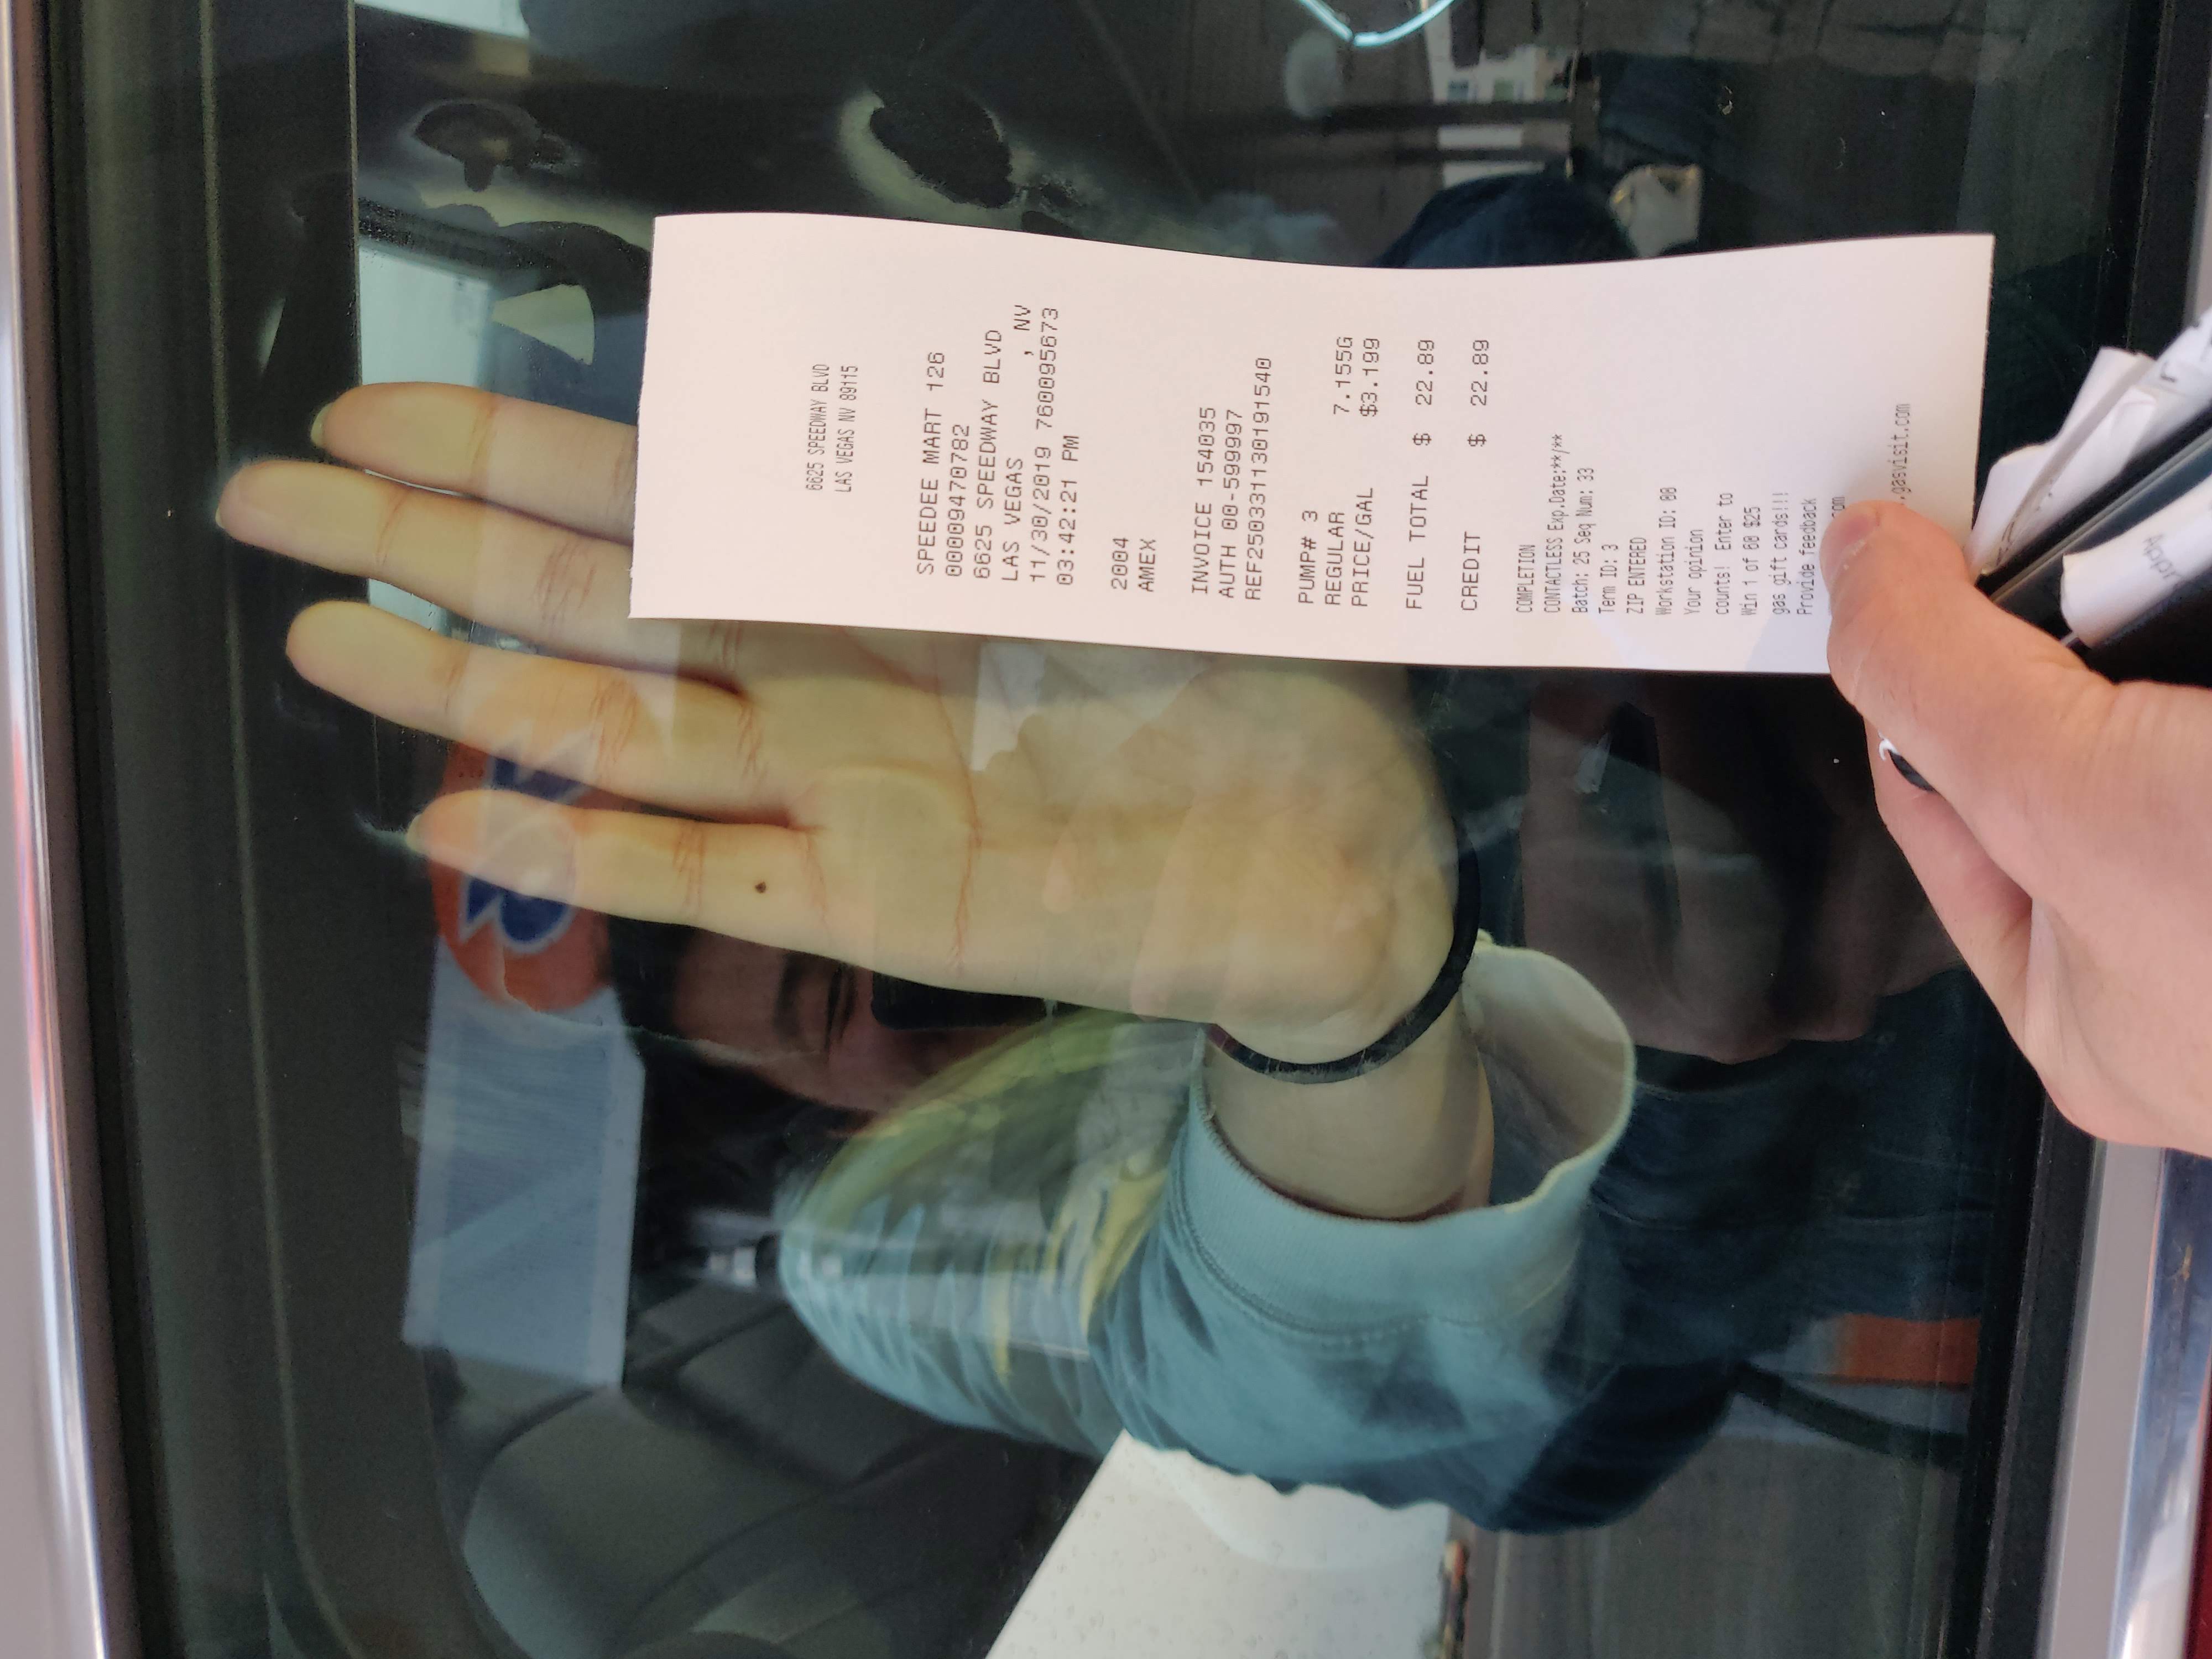 6625 SPEEDWAY BLVD
LAS VEGAS NV 89115
SPEEDEE MART 126
00009470782
6625 SPEEDWAY BLVD
LAS VEGAS , NV
11/30/2019 760095673
03:42:21 PM
2004
AMEX
INVOICE 154035
AUTH 00-599997
REF250331130191540
PUMP# 3
REGULAR 7.155G
PRICE/GAL $3.199
FUEL TOTAL $ 22.89
CREDIT $ 22.89
COMPLETION
CONTACTLESS Exp.Date:**/**
Batch: 25 Seq Num: 33
Term ID: 3
ZIP ENTERED
Workstation ID: 00
Your opinion
counts! Enter to
Win 1 of 60 $25
gas gift cards!!!
Provide feedback
com
.gasvisit.com